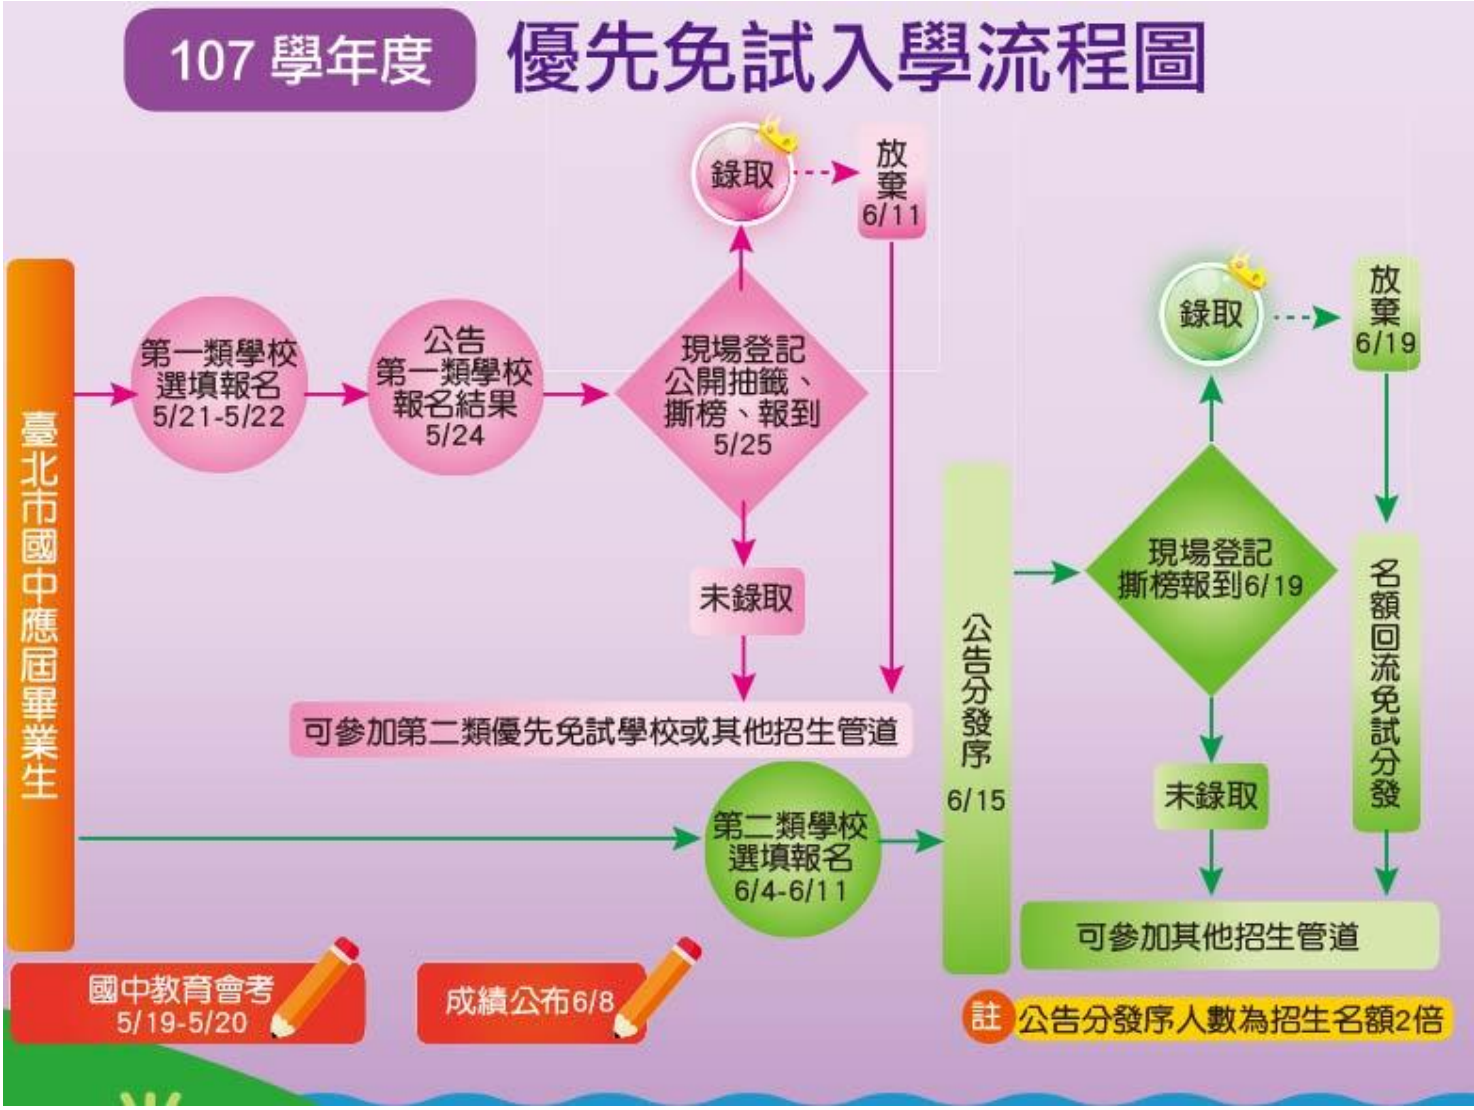 107 學年度
優先免試入學流程圖
錄取
放棄
6/11
錄取
放棄
6/19
臺北市國中應屆畢業生
第一類學校
選填報名
5/21-5/22
公告
第一類學校
報名結果
5/24
現場登記
公開抽籤、
撕榜、報到
5/25
未錄取
可參加第二類優先免試學校或其他招生管道
第二類學校
選填報名
6/4-6/11
公告分發序
6/15
現場登記
撕榜報到6/19
名額回流免試分發
未錄取
可參加其他招生管道
國中教育會考
5/19-5/20
成績公布6/8
註 公告分發序人數為招生名額2倍